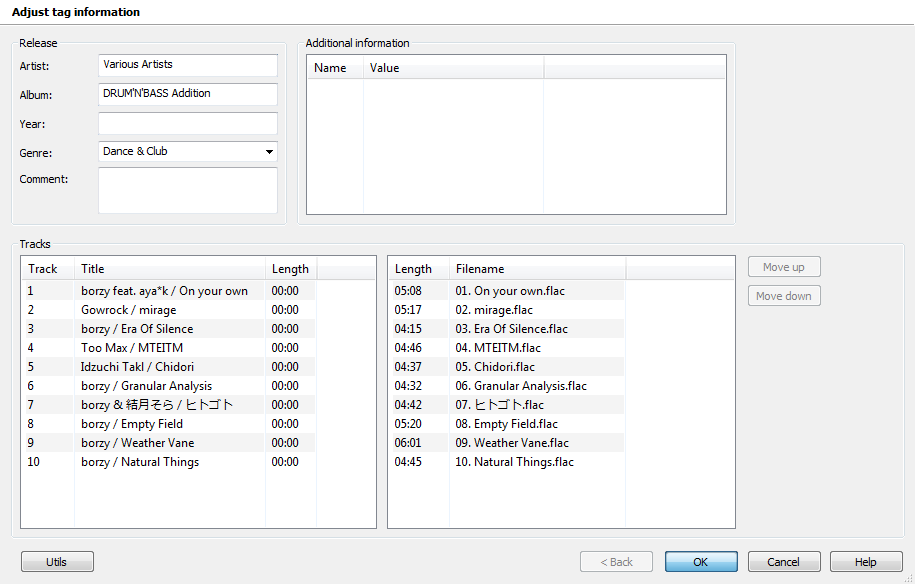 Adjust tag information
Release
Artist: Various Artists
Album: DRUM'N'BASS Addition
Year:
Genre: Dance & Club
Comment:
Additional information
Name Value
Tracks
Track Title Length
1 borzy feat. aya*k / On your own 00:00
2 Gowrock / mirage 00:00
3 borzy / Era Of Silence 00:00
4 Too Max / MTEITM 00:00
5 Idzuchi Takl / Chidori 00:00
6 borzy / Granular Analysis 00:00
7 borzy & 結月そら / ヒトゴト 00:00
8 borzy / Empty Field 00:00
9 borzy / Weather Vane 00:00
10 borzy / Natural Things 00:00
Length Filename
05:08 01. On your own.flac
05:17 02. mirage.flac
04:15 03. Era Of Silence.flac
04:46 04. MTEITM.flac
04:37 05. Chidori.flac
04:32 06. Granular Analysis.flac
04:42 07. ヒトゴト.flac
05:20 08. Empty Field.flac
06:01 09. Weather Vane.flac
04:45 10. Natural Things.flac
Move up
Move down
Utils
< Back
OK
Cancel
Help